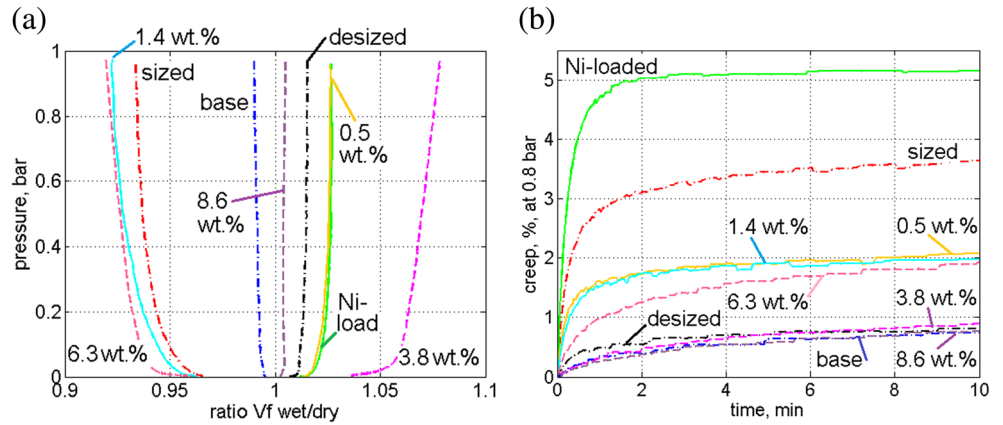 (a)
1.4 wt.%
desized
sized
base
0.5
wt.%
8.6
wt.%
Ni-
load
6.3 wt.%
3.8 wt.%
1
0.8
0.6
0.4
0.2
0
0.9
0.95
1
1.05
1.1
pressure, bar
ratio Vf wet/dry
(b)
Ni-loaded
sized
1.4 wt.%
0.5 wt.%
6.3 wt.%
3.8 wt.%
desized
base
8.6 wt.%
5
4
3
2
1
0
0
2
4
6
8
10
creep, %, at 0.8 bar
time, min